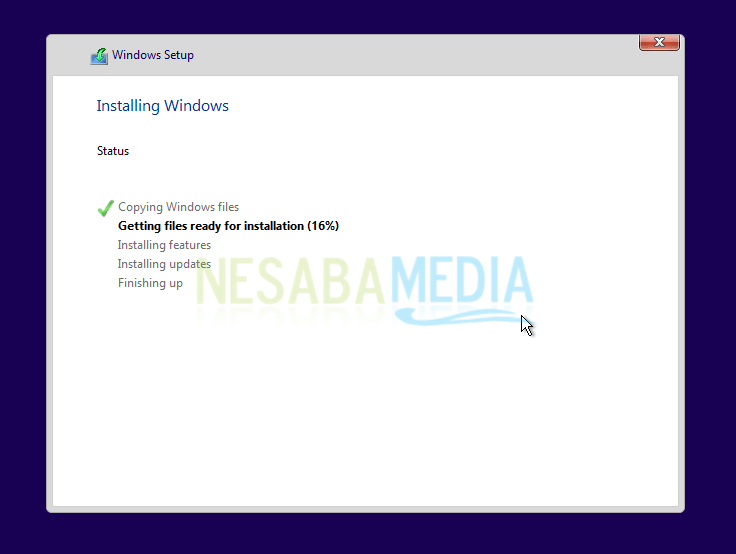 Windows Setup
Installing Windows
Status
Copying Windows files
Getting files ready for installation (16%)
Installing features
Installing updates
Finishing up
NESABAMEDIA